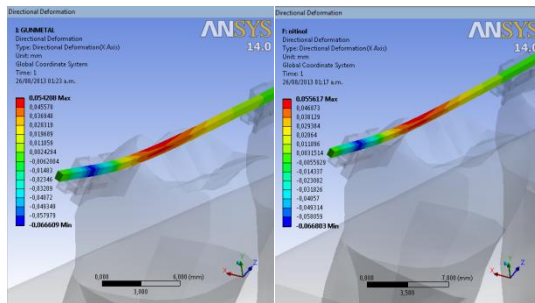 Directional Deformation
I: GUNMETAL
Directional Deformation
Type: Directional Deformation(X Axis)
Unit: mm
Global Coordinate System
Time: 1
26/08/2013 01:23 a.m.
ANSYS
14.0
0,054288 Max
0,045578
0,036848
0,028318
0,019609
0,011059
0,0024294
-0,0062004
-0,01483
-0,02346
-0,03209
-0,04072
-0,049349
-0,057979
-0,066609 Min
0,000
6,000 (mm)
3,000
X
Z
Directional Deformation
F: nitinol
Directional Deformation
Type: Directional Deformation(X Axis)
Unit: mm
Global Coordinate System
Time: 1
26/08/2013 01:17 a.m.
ANSYS
14.0
0,055617 Max
0,046873
0,038129
0,029384
0,02064
0,011896
0,0031514
-0,0055929
-0,014337
-0,023082
-0,031826
-0,04057
-0,049314
-0,058059
-0,066803 Min
0,000
7,000 (mm)
3,500
X
Z